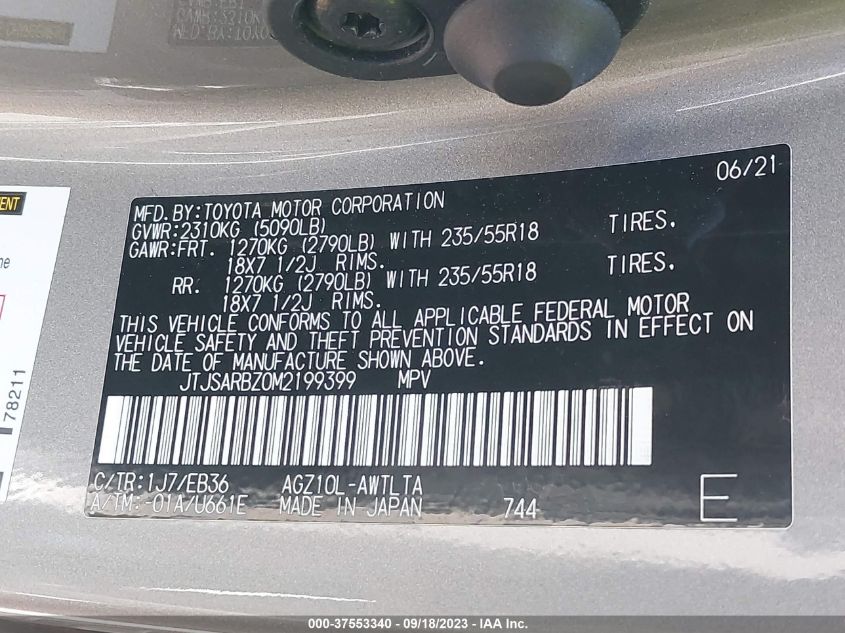 06/21
MFD.BY:TOYOTA MOTOR CORPORATION
GVWR:2310KG (5090LB)
GAWR:FRT. 1270KG (2790LB) WITH 235/55R18 TIRES.
18X7 1/2J RIMS.
RR. 1270KG (2790LB) WITH 235/55R18 TIRES.
18X7 1/2J RIMS.
THIS VEHICLE CONFORMS TO ALL APPLICABLE FEDERAL MOTOR
VEHICLE SAFETY AND THEFT PREVENTION STANDARDS IN EFFECT ON
THE DATE OF MANUFACTURE SHOWN ABOVE.
JTJSARBZ0M2199399 MPV
C/TR:1J7/EB36 AGZ10L-AWTLTA
A/TM:-01A/U661E MADE IN JAPAN 744 E
78211
000-37553340 - 09/18/2023 - IAA Inc.